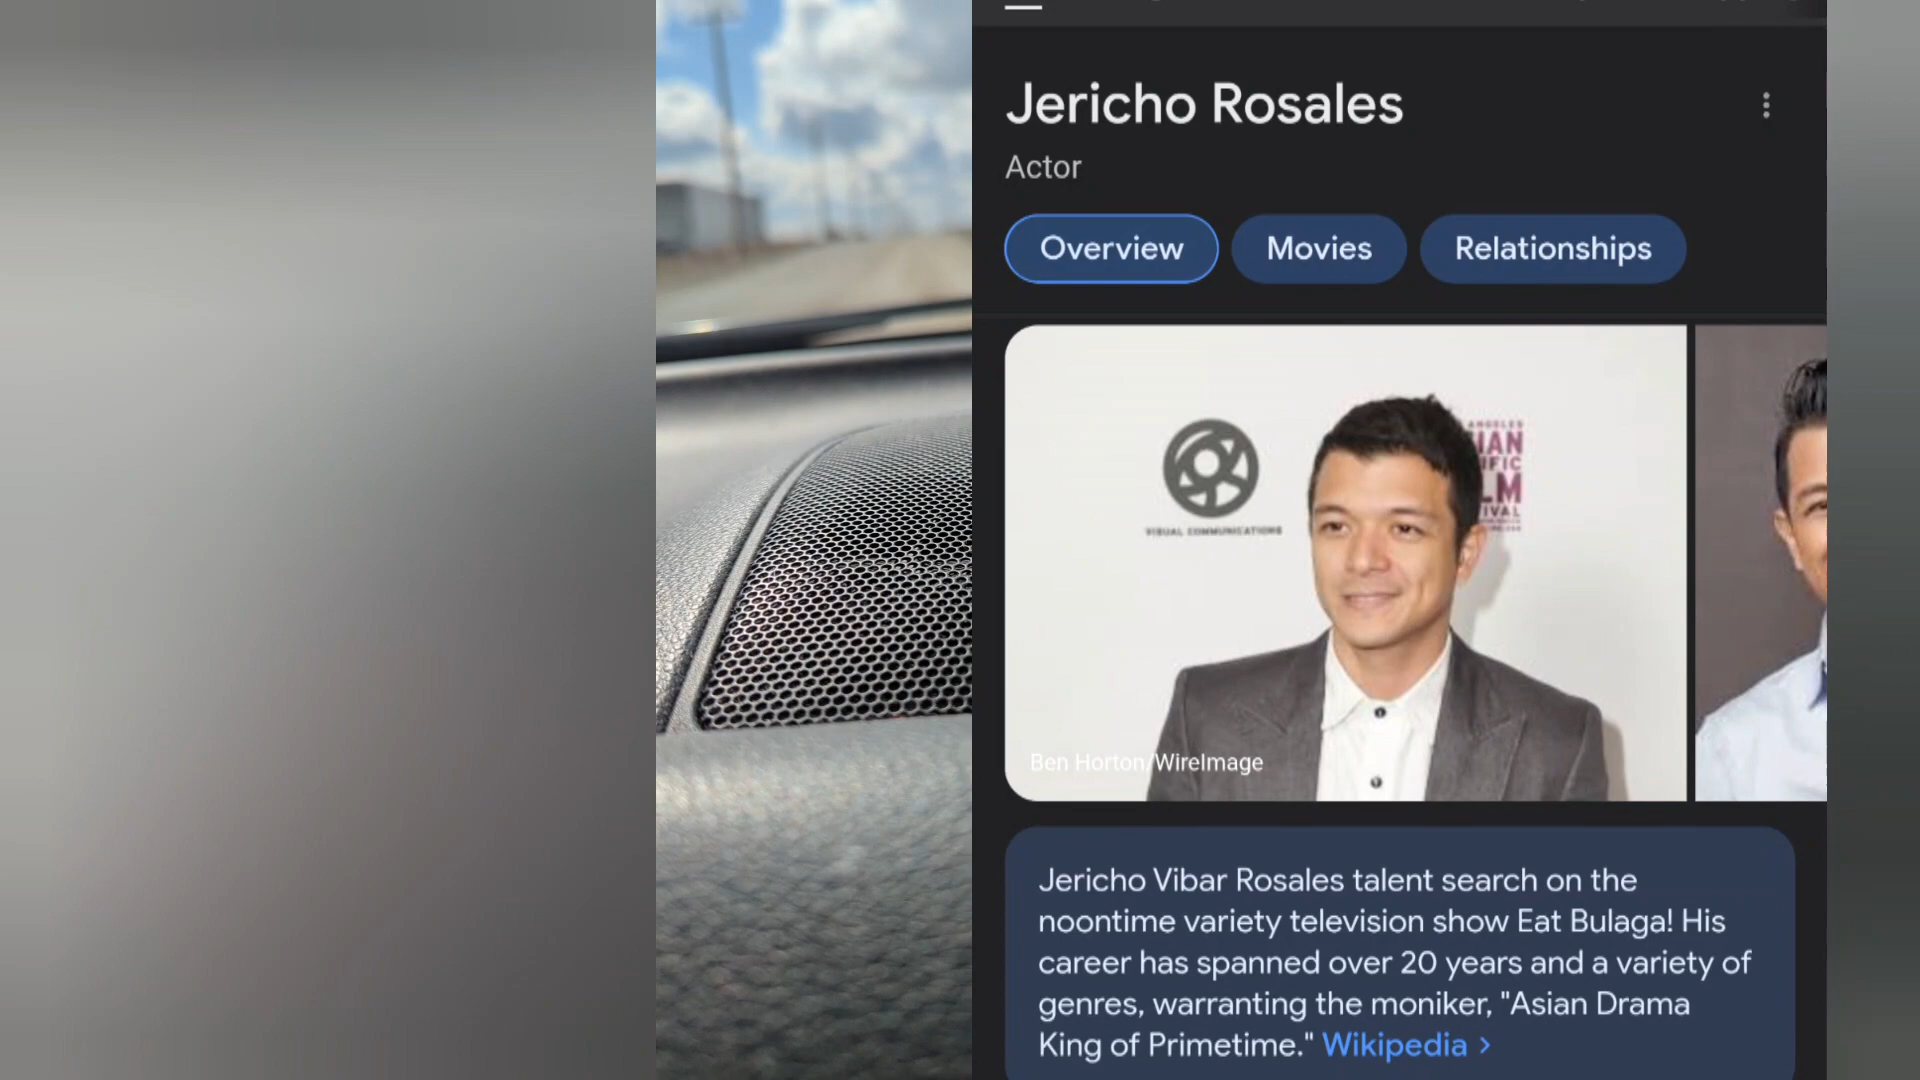 Jericho Rosales
Actor
Overview
Movies
Relationships
VISUAL COMMUNICATIONS
Ben Horton/WireImage
Jericho Vibar Rosales talent search on the
noontime variety television show Eat Bulaga! His
career has spanned over 20 years and a variety of
genres, warranting the moniker, "Asian Drama
King of Primetime." Wikipedia >